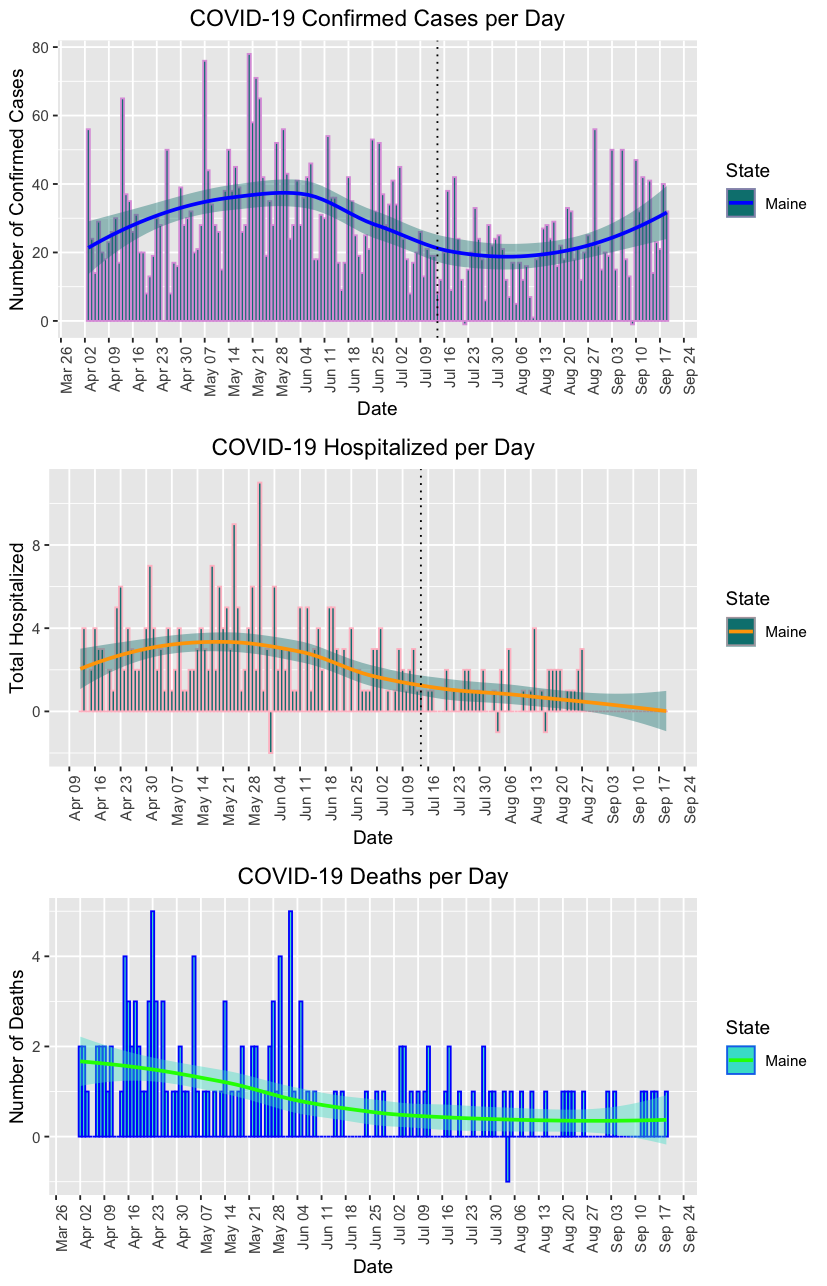 COVID-19 Confirmed Cases per Day
Number of Confirmed Cases
80
60
40
20
0
Mar 26
Apr 02
Apr 09
Apr 16
Apr 23
Apr 30
May 07
May 14
May 21
May 28
Jun 04
Jun 11
Jun 18
Jun 25
Jul 02
Jul 09
Jul 16
Jul 23
Jul 30
Aug 06
Aug 13
Aug 20
Aug 27
Sep 03
Sep 10
Sep 17
Sep 24
Date
State
Maine
COVID-19 Hospitalized per Day
Total Hospitalized
8
4
0
Apr 09
Apr 16
Apr 23
Apr 30
May 07
May 14
May 21
May 28
Jun 04
Jun 11
Jun 18
Jun 25
Jul 02
Jul 09
Jul 16
Jul 23
Jul 30
Aug 06
Aug 13
Aug 20
Aug 27
Sep 03
Sep 10
Sep 17
Sep 24
Date
State
Maine
COVID-19 Deaths per Day
Number of Deaths
4
2
0
Mar 26
Apr 02
Apr 09
Apr 16
Apr 23
Apr 30
May 07
May 14
May 21
May 28
Jun 04
Jun 11
Jun 18
Jun 25
Jul 02
Jul 09
Jul 16
Jul 23
Jul 30
Aug 06
Aug 13
Aug 20
Aug 27
Sep 03
Sep 10
Sep 17
Sep 24
Date
State
Maine